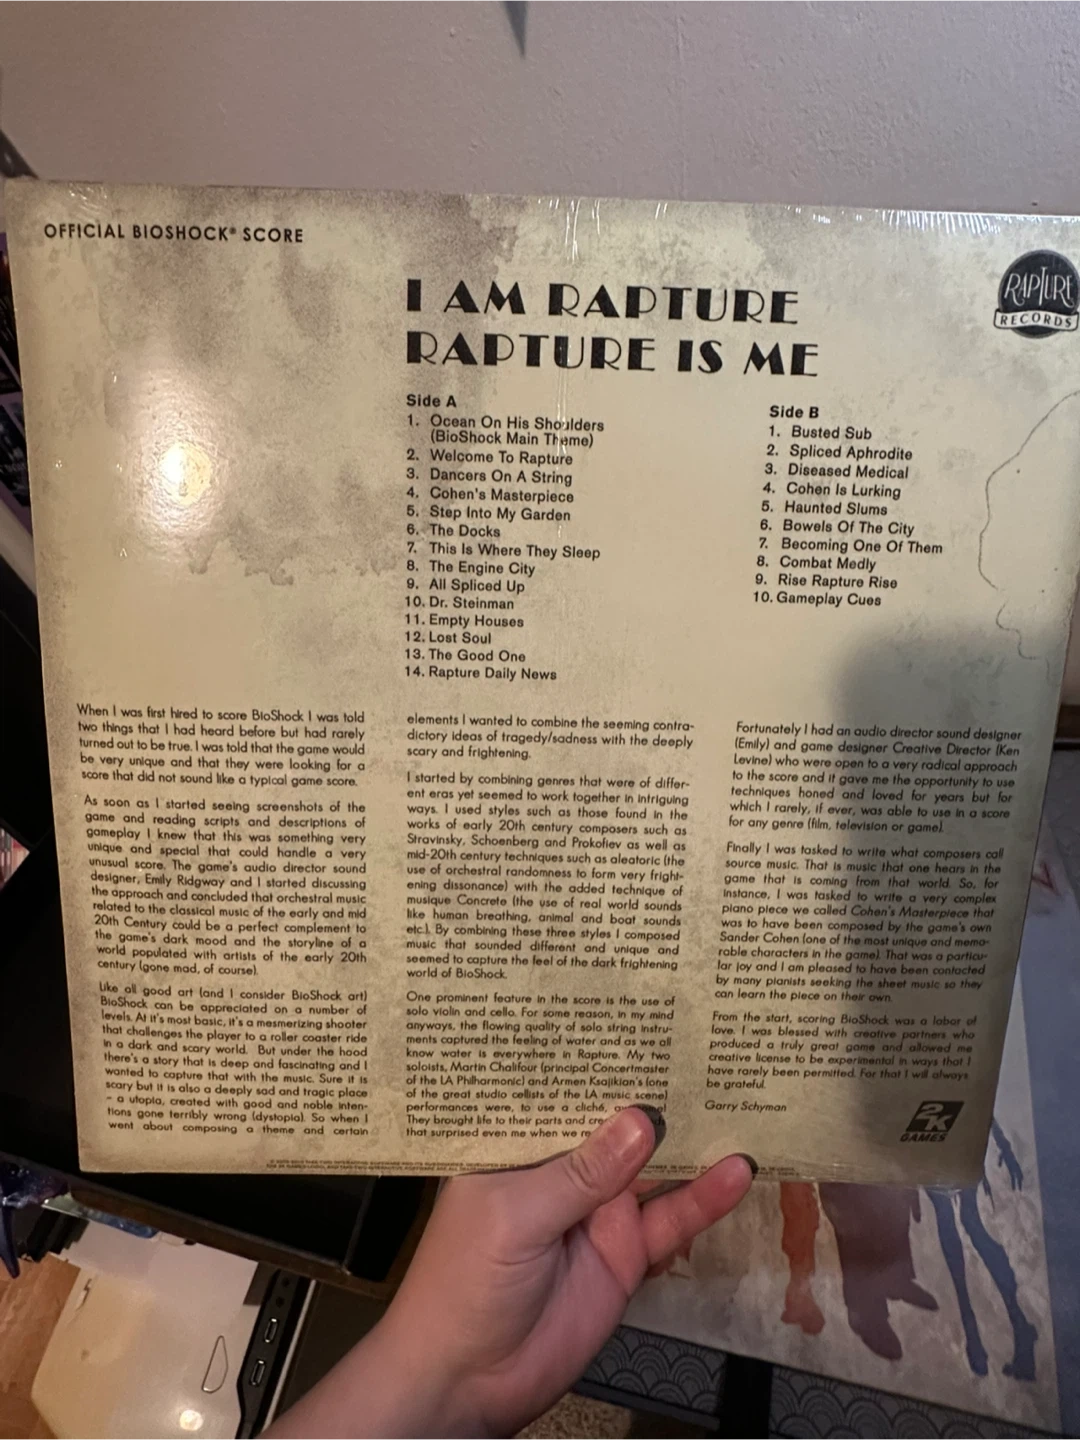 OFFICIAL BIOSHOCK® SCORE
I AM RAPTURE
RAPTURE IS ME
RAPTURE
RECORDS
Side A
1. Ocean On His Shoulders
(BioShock Main Theme)
2. Welcome To Rapture
3. Dancers On A String
4. Cohen's Masterpiece
5. Step Into My Garden
6. The Docks
7. This Is Where They Sleep
8. The Engine City
9. All Spliced Up
10. Dr. Steinman
11. Empty Houses
12. Lost Soul
13. The Good One
14. Rapture Daily News
Side B
1. Busted Sub
2. Spliced Aphrodite
3. Diseased Medical
4. Cohen Is Lurking
5. Haunted Slums
6. Bowels Of The City
7. Becoming One Of Them
8. Combat Medly
9. Rise Rapture Rise
10. Gameplay Cues
When I was first hired to score BioShock I was told
two things that I had heard before but had rarely
turned out to be true. I was told that the game would
be very unique and that they were looking for a
score that did not sound like a typical game score.
As soon as I started seeing screenshots of the
game and reading scripts and descriptions of
gameplay I knew that this was something very
unique and special that could handle a very
unusual score. The game's audio director sound
designer, Emily Ridgway and I started discussing
the approach and concluded that orchestral music
related to the classical music of the early and mid
20th Century could be a perfect complement to
the game's dark mood and the storyline of a
world populated with artists of the early 20th
century (gone mad, of course).
Like all good art (and I consider BioShock art)
BioShock can be appreciated on a number of
levels. At it's most basic, it's a mesmerizing shooter
that challenges the player to a roller coaster ride
in a dark and scary world. But under the hood
there's a story that is deep and fascinating and I
wanted to capture that with the music. Sure it is
scary but it is also a deeply sad and tragic place
– a utopia, created with good and noble inten-
tions gone terribly wrong (dystopia). So when I
went about composing a theme and certain
elements I wanted to combine the seeming contra-
dictory ideas of tragedy/sadness with the deeply
scary and frightening.
I started by combining genres that were of differ-
ent eras yet seemed to work together in intriguing
ways. I used styles such as those found in the
works of early 20th century composers such as
Stravinsky, Schoenberg and Prokofiev as well as
mid-20th century techniques such as aleatoric (the
use of orchestral randomness to form very fright-
ening dissonance) with the added technique of
musique Concrete (the use of real world sounds
like human breathing, animal and boat sounds
etc.). By combining these three styles I composed
music that sounded different and unique and
seemed to capture the feel of the dark frightening
world of BioShock.
One prominent feature in the score is the use of
solo violin and cello. For some reason, in my mind
anyways, the flowing quality of solo string instru-
ments captured the feeling of water and as we all
know water is everywhere in Rapture. My two
soloists, Martin Chalifour (principal Concertmaster
of the LA Philharmonic) and Armen Ksajikian's (one
of the great studio cellists of the LA music scene)
performances were, to use a cliché,
They brought life to their parts and
that surprised even me when we
Fortunately I had an audio director sound designer
(Emily) and game designer Creative Director (Ken
Levine) who were open to a very radical approach
to the score and it gave me the opportunity to use
techniques honed and loved for years but for
which I rarely, if ever, was able to use in a score
for any genre (film, television or game).
Finally I was tasked to write what composers call
source music. That is music that one hears in the
game that is coming from that world. So, for
instance, I was tasked to write a very complex
piano piece we called Cohen's Masterpiece that
was to have been composed by the game's own
Sander Cohen (one of the most unique and memo-
rable characters in the game). That was a particu-
lar joy and I am pleased to have been contacted
by many pianists seeking the sheet music so they
can learn the piece on their own.
From the start, scoring BioShock was a labor of
love. I was blessed with creative partners who
produced a truly great game and allowed me
creative license to be experimental in ways that I
have rarely been permitted. For that I will always
be grateful.
Garry Schyman
2K
GAMES